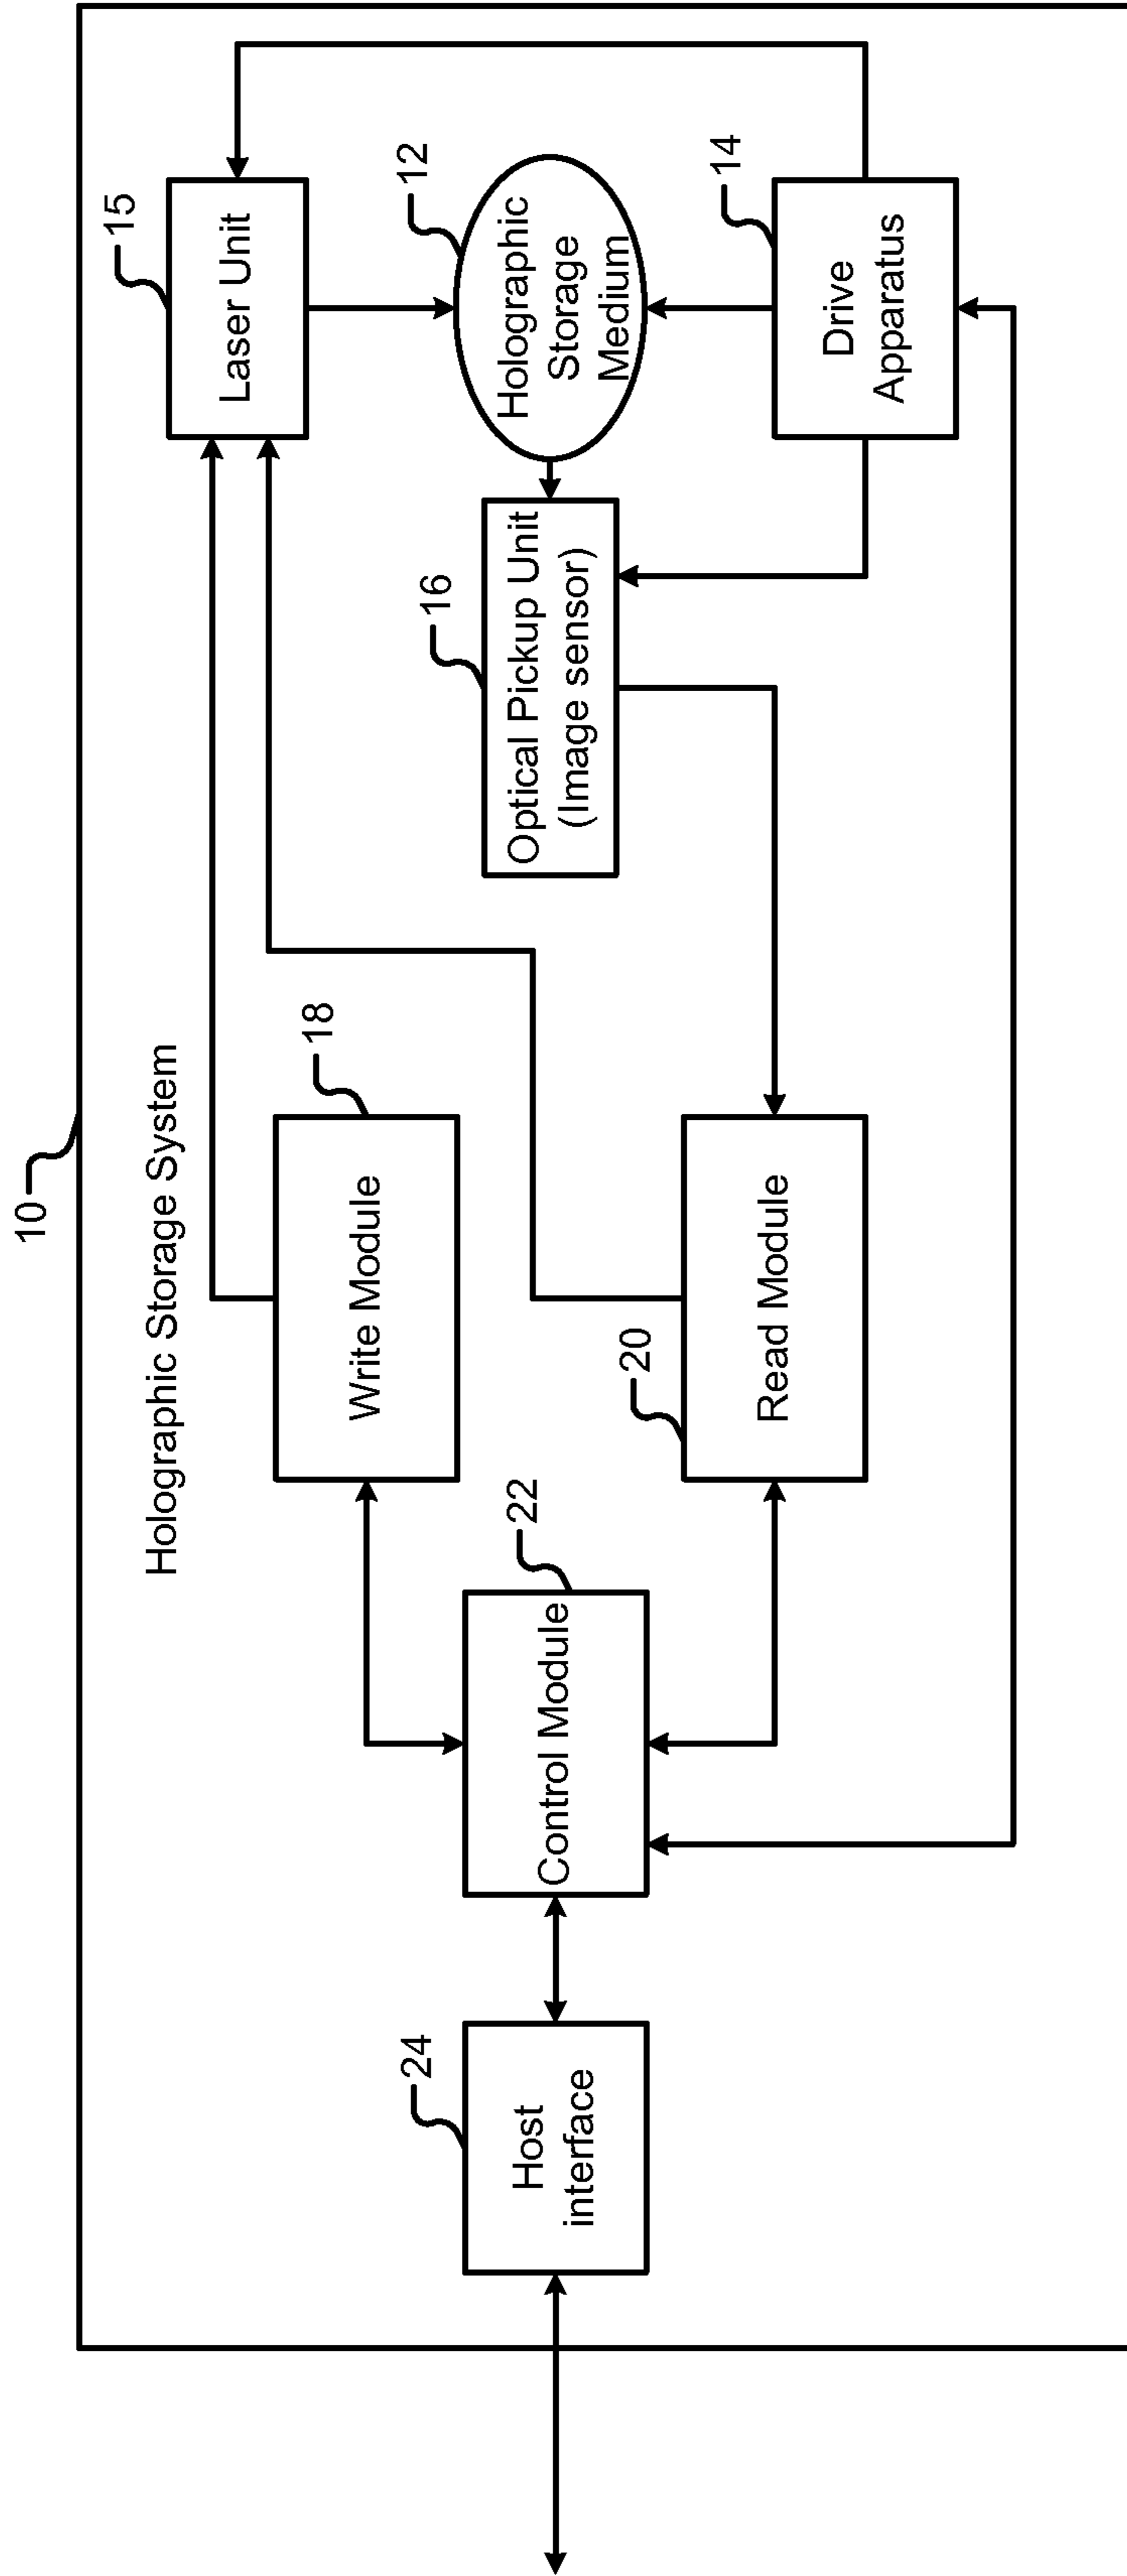 10
Holographic Storage System
15
Laser Unit
18
Write Module
12
Holographic
Storage
Medium
16
Optical Pickup Unit
(Image sensor)
22
Control Module
24
Host
interface
20
Read Module
14
Drive
Apparatus